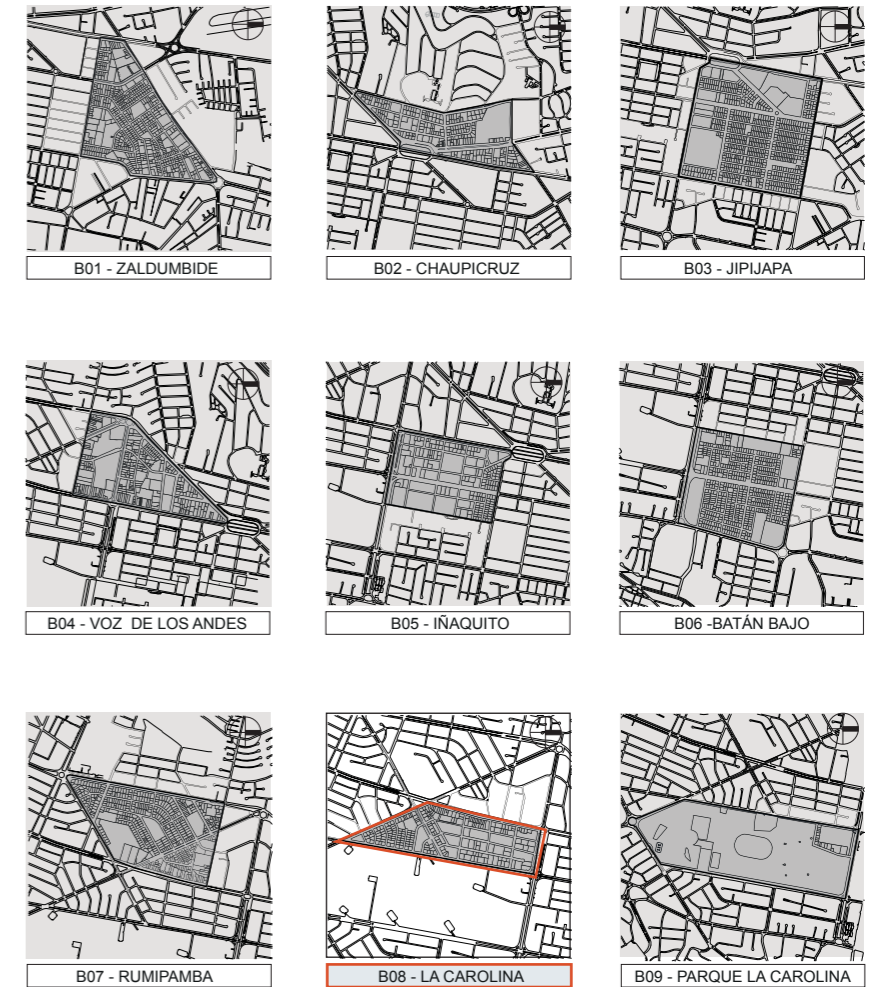 B01 - ZALDUMBIDE
B02 - CHAUPICRUZ
B03 - JIPIJAPA
B04 - VOZ  DE LOS ANDES
B05 - IÑAQUITO
B06 -BATÁN BAJO
B07 - RUMIPAMBA
B08 - LA CAROLINA
B09 - PARQUE LA CAROLINA